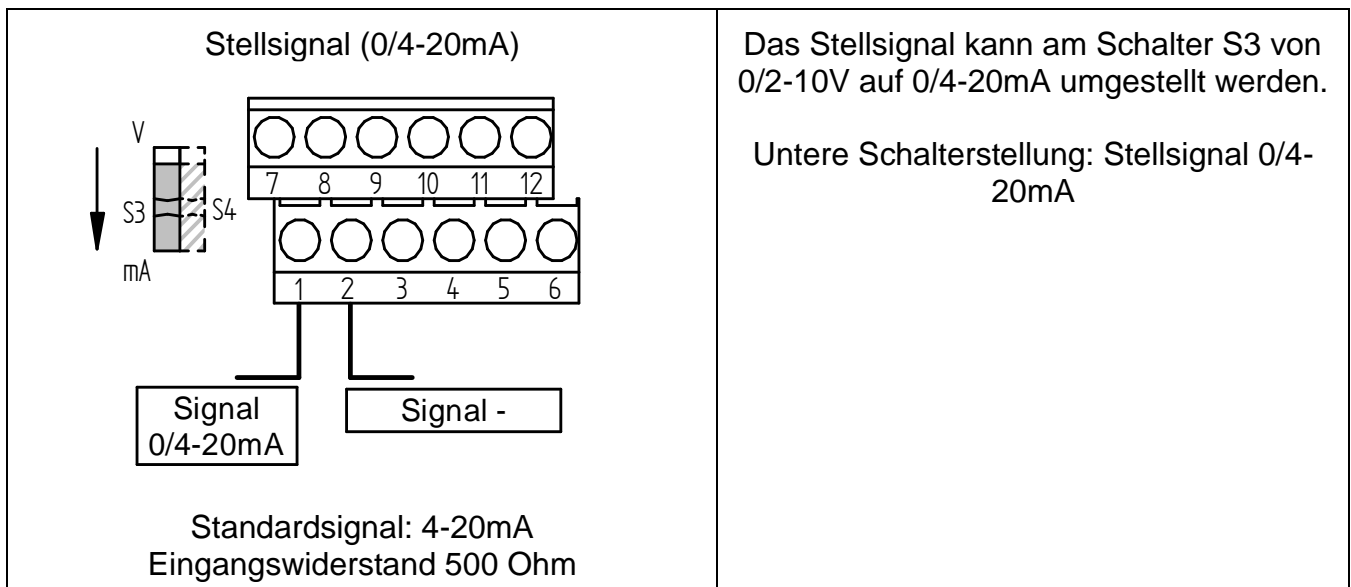 Stellsignal (0/4-20mA)
V
S3
S4
mA
7 8 9 10 11 12
1 2 3 4 5 6
Signal
0/4-20mA
Signal -
Standardsignal: 4-20mA
Eingangswiderstand 500 Ohm
Das Stellsignal kann am Schalter S3 von
0/2-10V auf 0/4-20mA umgestellt werden.
Untere Schalterstellung: Stellsignal 0/4-
20mA